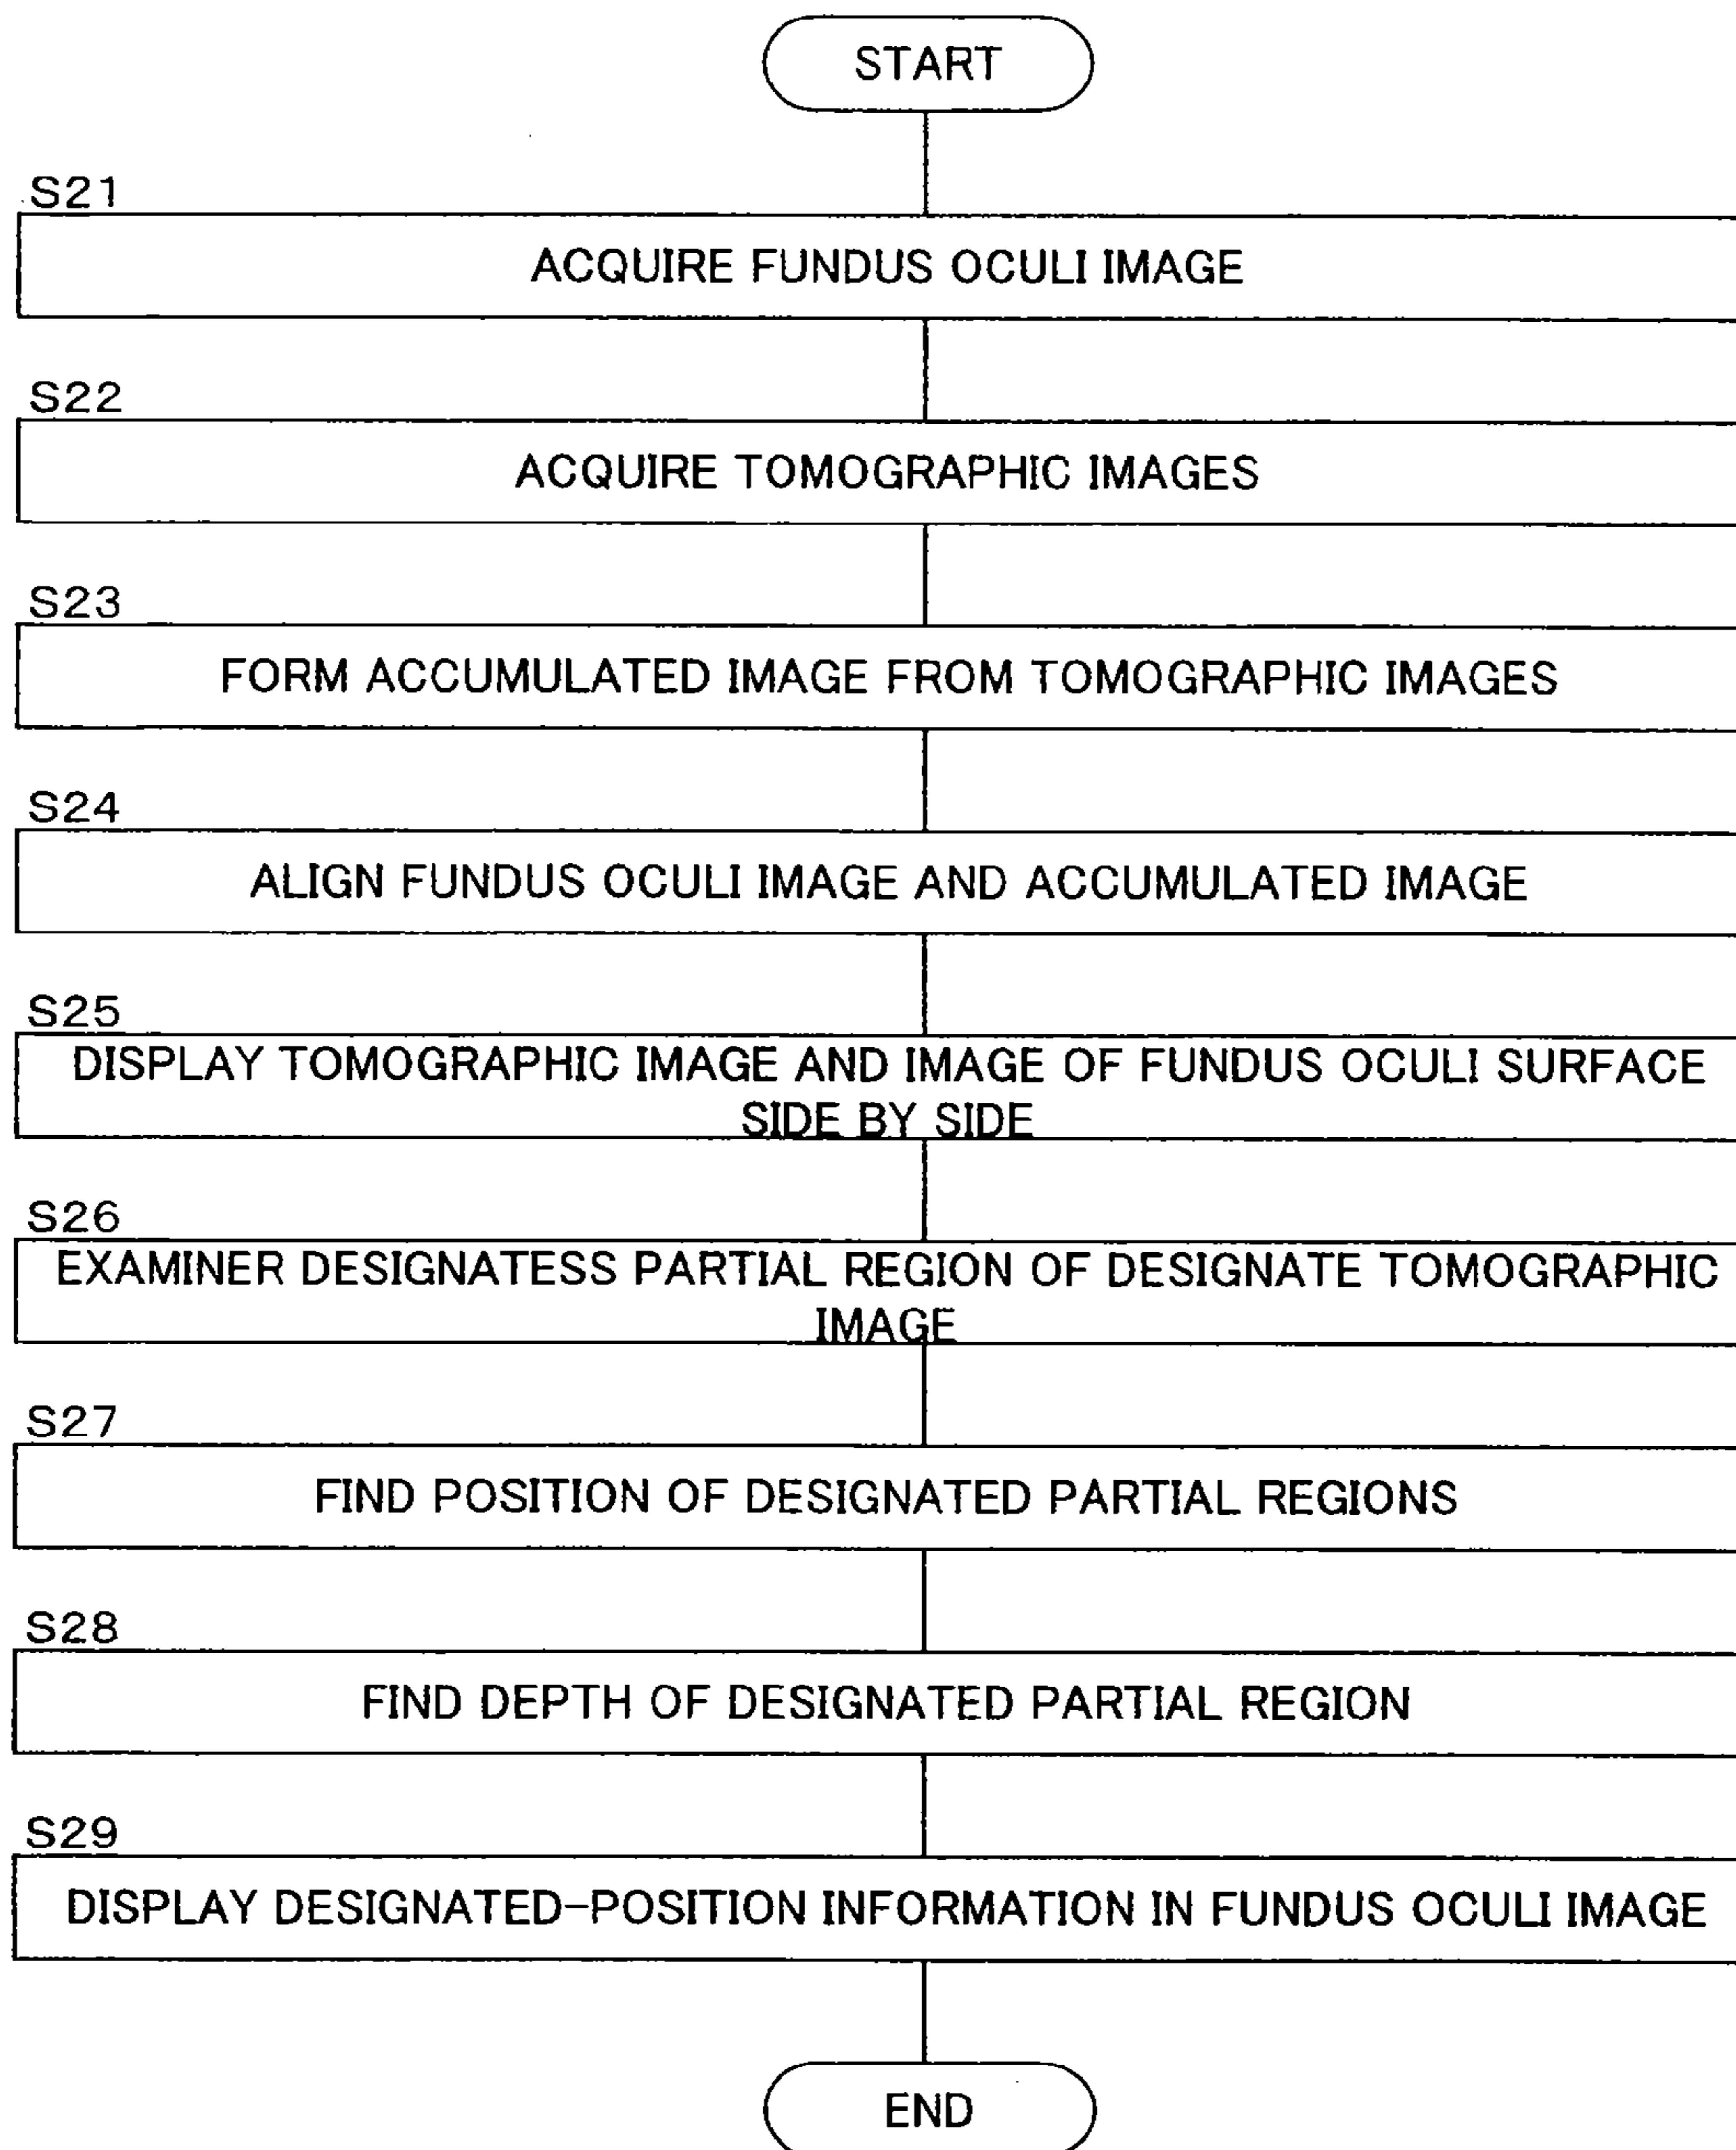 START
S21
ACQUIRE FUNDUS OCULI IMAGE
S22
ACQUIRE TOMOGRAPHIC IMAGES
S23
FORM ACCUMULATED IMAGE FROM TOMOGRAPHIC IMAGES
S24
ALIGN FUNDUS OCULI IMAGE AND ACCUMULATED IMAGE
S25
DISPLAY TOMOGRAPHIC IMAGE AND IMAGE OF FUNDUS OCULI SURFACE
SIDE BY SIDE
S26
EXAMINER DESIGNATESS PARTIAL REGION OF DESIGNATE TOMOGRAPHIC
IMAGE
S27
FIND POSITION OF DESIGNATED PARTIAL REGIONS
S28
FIND DEPTH OF DESIGNATED PARTIAL REGION
S29
DISPLAY DESIGNATED-POSITION INFORMATION IN FUNDUS OCULI IMAGE
END